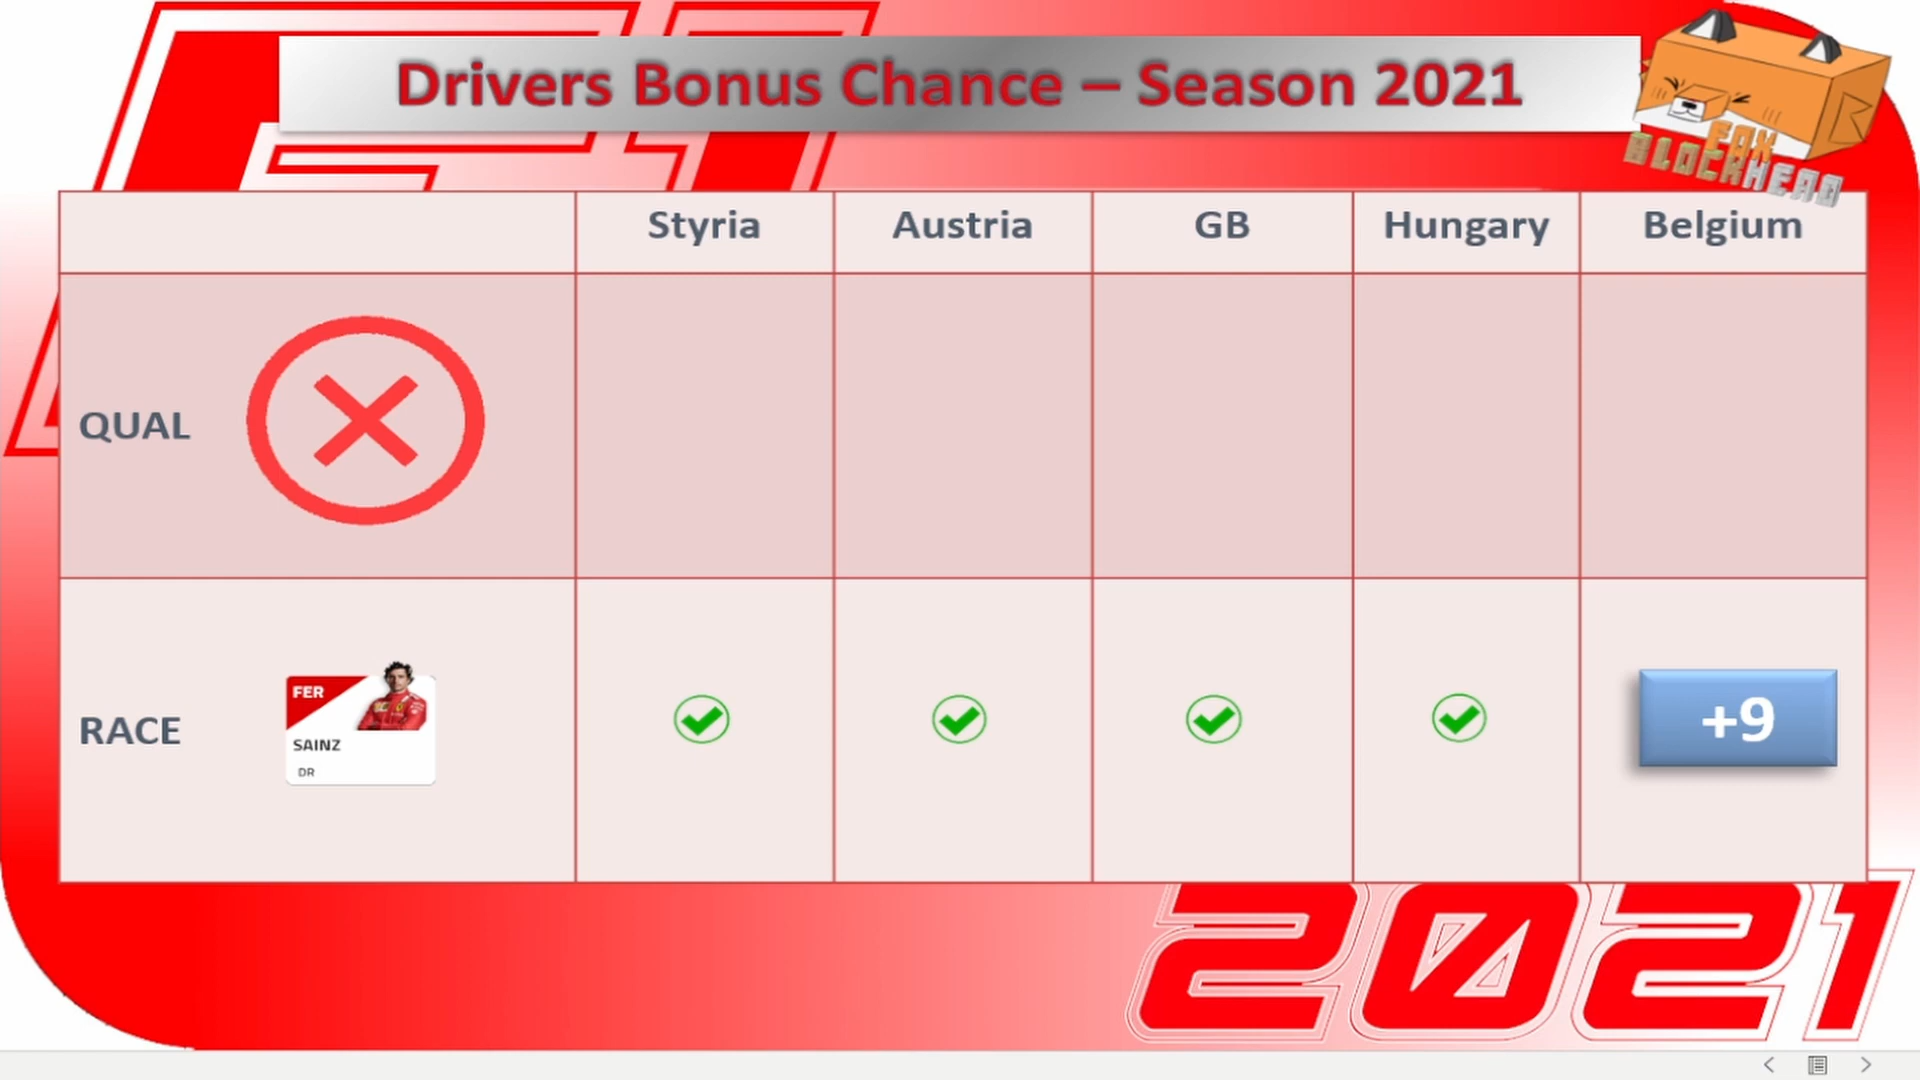 Drivers Bonus Chance – Season 2021
FOX
BLOCKHEAD
Styria Austria GB Hungary Belgium
QUAL
RACE
FER
SAINZ
DR
+9
2021